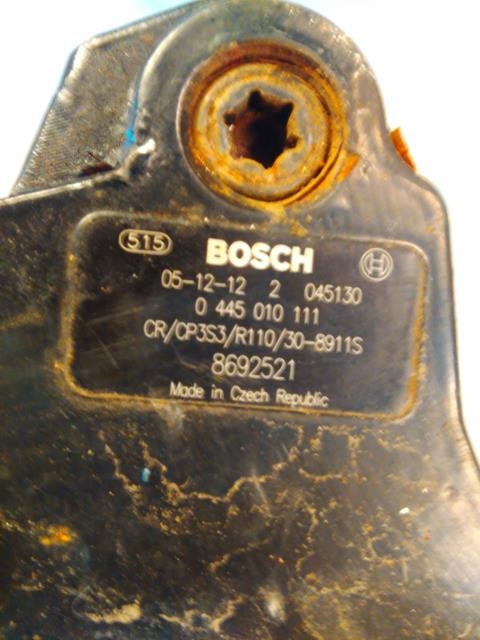 515 BOSCH
05-12-12 2 045130
0 445 010 111
CR/CP3S3/R110/30-8911S
8692521
Made in Czech Republic